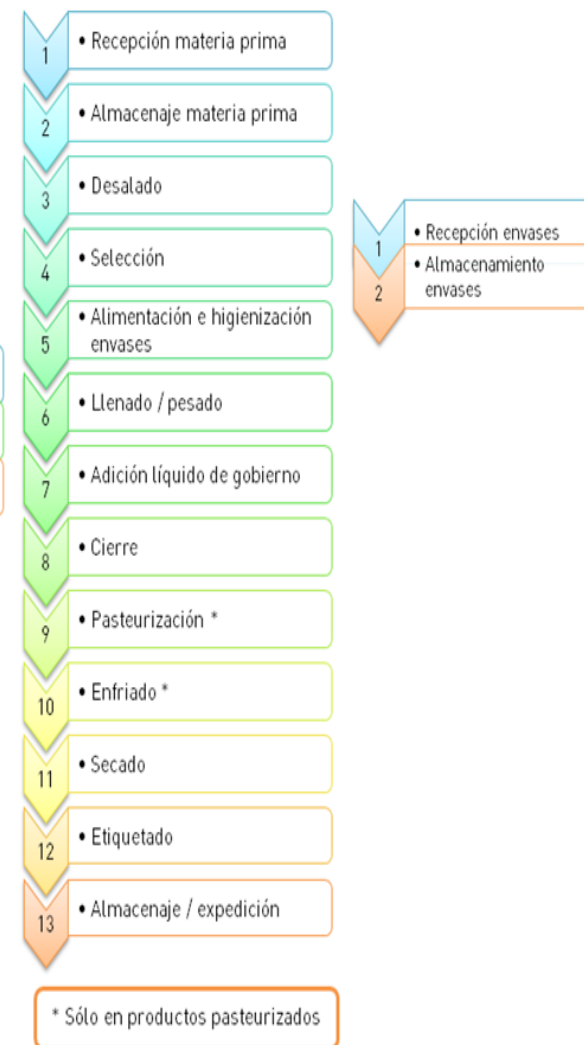 1
• Recepción materia prima
2
• Almacenaje materia prima
3
• Desalado
4
• Selección
5
• Alimentación e higienización
envases
6
• Llenado / pesado
7
• Adición líquido de gobierno
8
• Cierre
9
• Pasteurización *
10
• Enfriado *
11
• Secado
12
• Etiquetado
13
• Almacenaje / expedición
* Sólo en productos pasteurizados
1
• Recepción envases
2
• Almacenamiento
envases